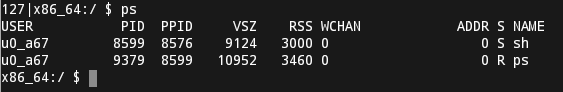 127|x86_64:/ $ ps
USER PID PPID VSZ RSS WCHAN ADDR S NAME
u0_a67 8599 8576 9124 3000 0 0 S sh
u0_a67 9379 8599 10952 3460 0 0 R ps
x86_64:/ $